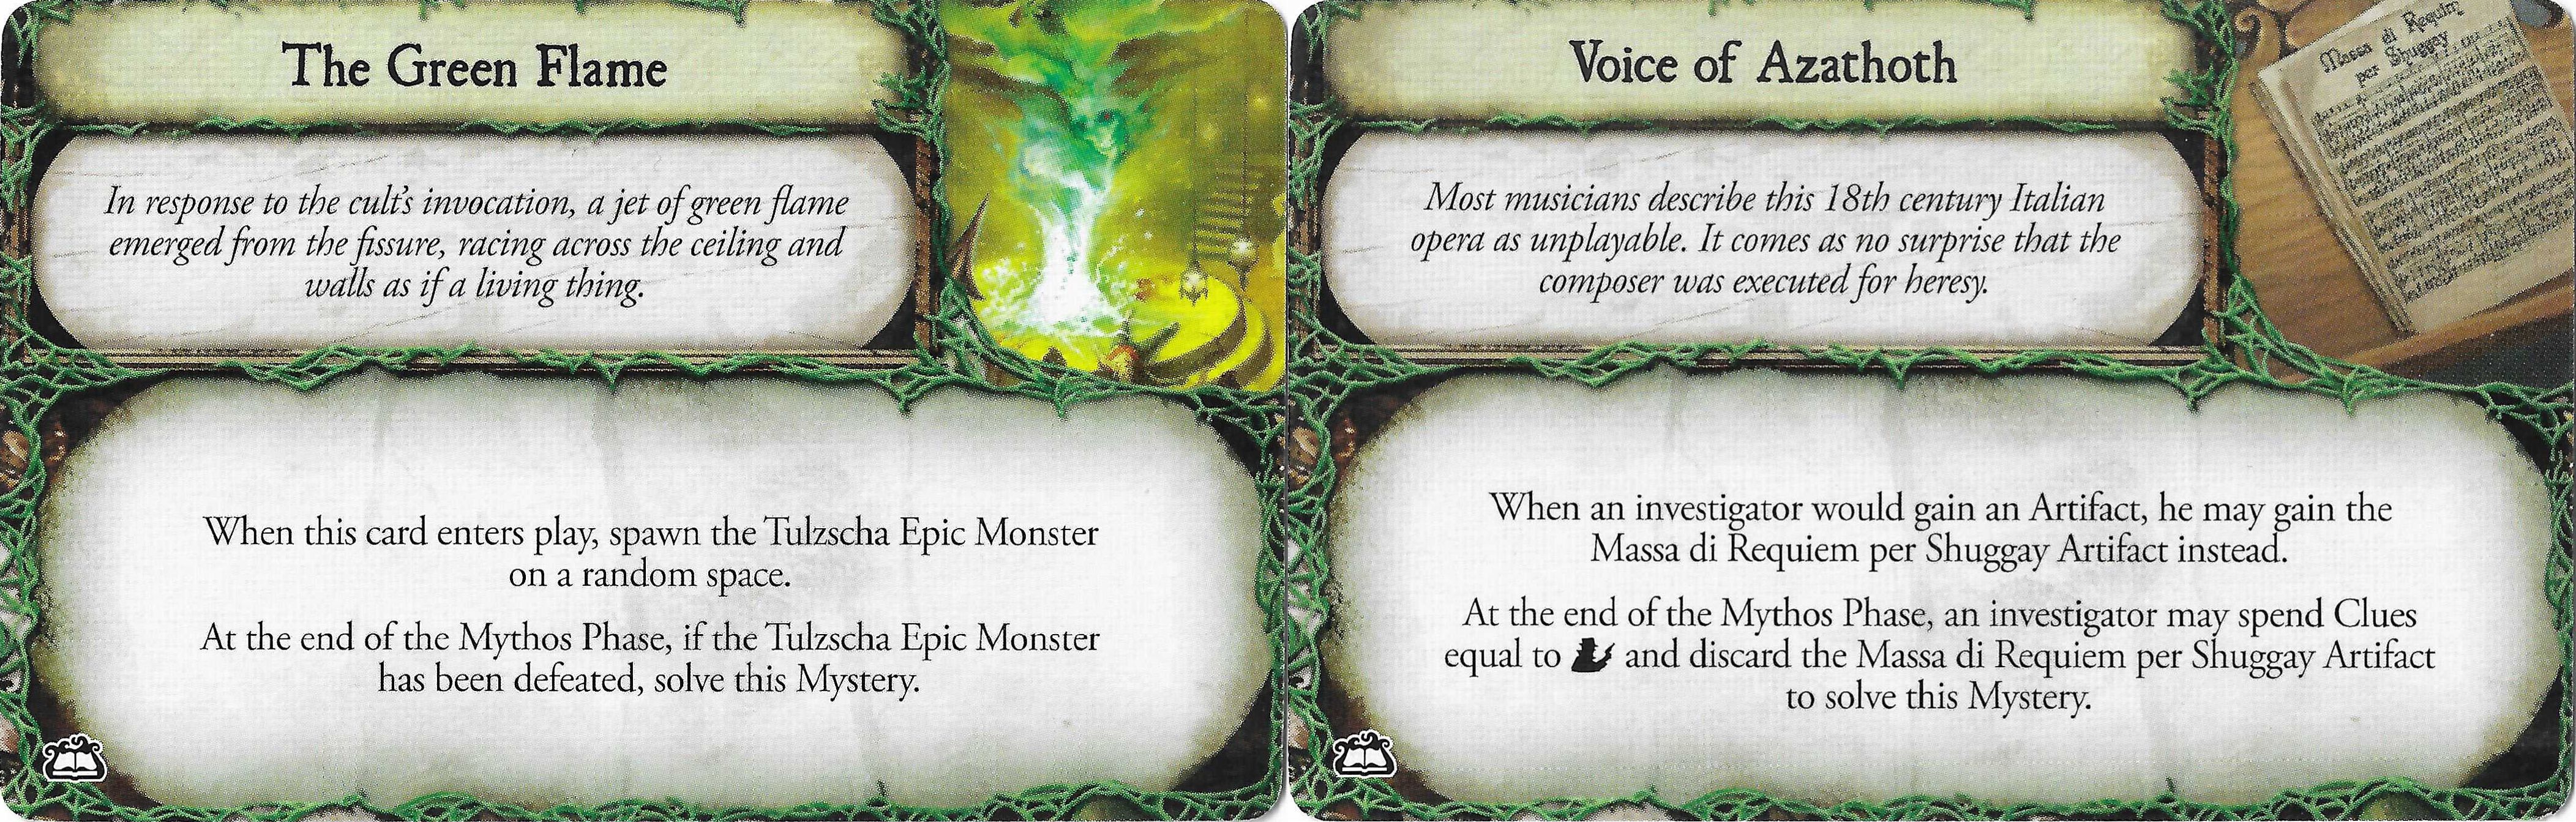 The Green Flame
In response to the cult's invocation, a jet of green flame
emerged from the fissure, racing across the ceiling and
walls as if a living thing.
When this card enters play, spawn the Tulzscha Epic Monster
on a random space.
At the end of the Mythos Phase, if the Tulzscha Epic Monster
has been defeated, solve this Mystery.
Voice of Azathoth
Massa di Requiem
per Shuggay
Most musicians describe this 18th century Italian
opera as unplayable. It comes as no surprise that the
composer was executed for heresy.
When an investigator would gain an Artifact, he may gain the
Massa di Requiem per Shuggay Artifact instead.
At the end of the Mythos Phase, an investigator may spend Clues
equal to and discard the Massa di Requiem per Shuggay Artifact
to solve this Mystery.